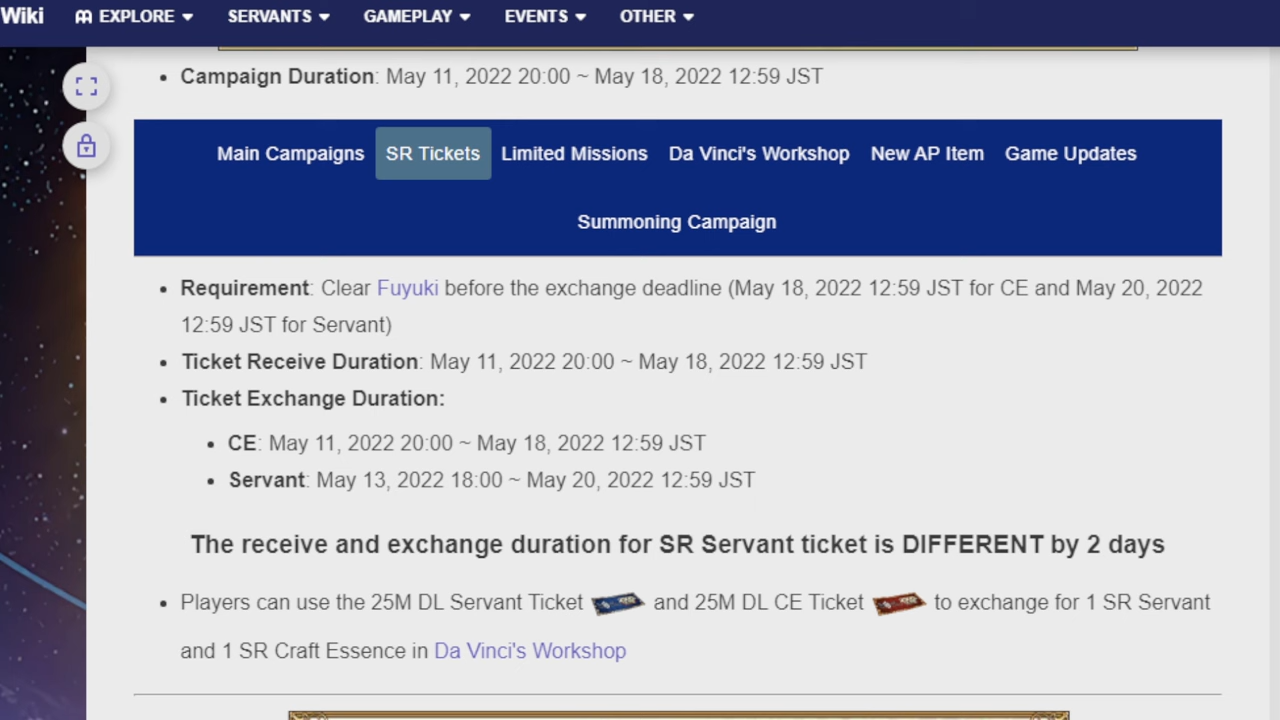 Wiki EXPLORE SERVANTS GAMEPLAY EVENTS OTHER
Campaign Duration: May 11, 2022 20:00 ~ May 18, 2022 12:59 JST
Main Campaigns SR Tickets Limited Missions Da Vinci's Workshop New AP Item Game Updates
Summoning Campaign
Requirement: Clear Fuyuki before the exchange deadline (May 18, 2022 12:59 JST for CE and May 20, 2022
12:59 JST for Servant)
Ticket Receive Duration: May 11, 2022 20:00 ~ May 18, 2022 12:59 JST
Ticket Exchange Duration:
CE: May 11, 2022 20:00 ~ May 18, 2022 12:59 JST
Servant: May 13, 2022 18:00 ~ May 20, 2022 12:59 JST
The receive and exchange duration for SR Servant ticket is DIFFERENT by 2 days
Players can use the 25M DL Servant Ticket and 25M DL CE Ticket to exchange for 1 SR Servant
and 1 SR Craft Essence in Da Vinci's Workshop